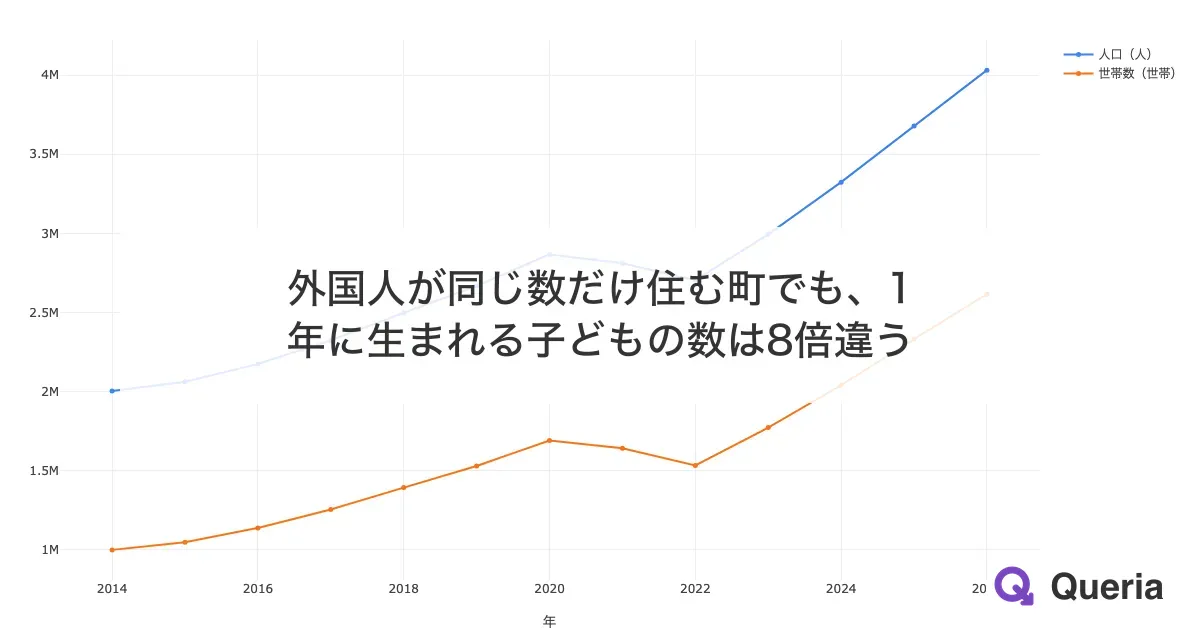 人口（人）
世帯数（世帯）
4M
3.5M
3M
2.5M
2M
1.5M
1M
外国人が同じ数だけ住む町でも、1
年に生まれる子どもの数は8倍違う
2014
2016
2018
2020
2022
2024
20
年
Queria